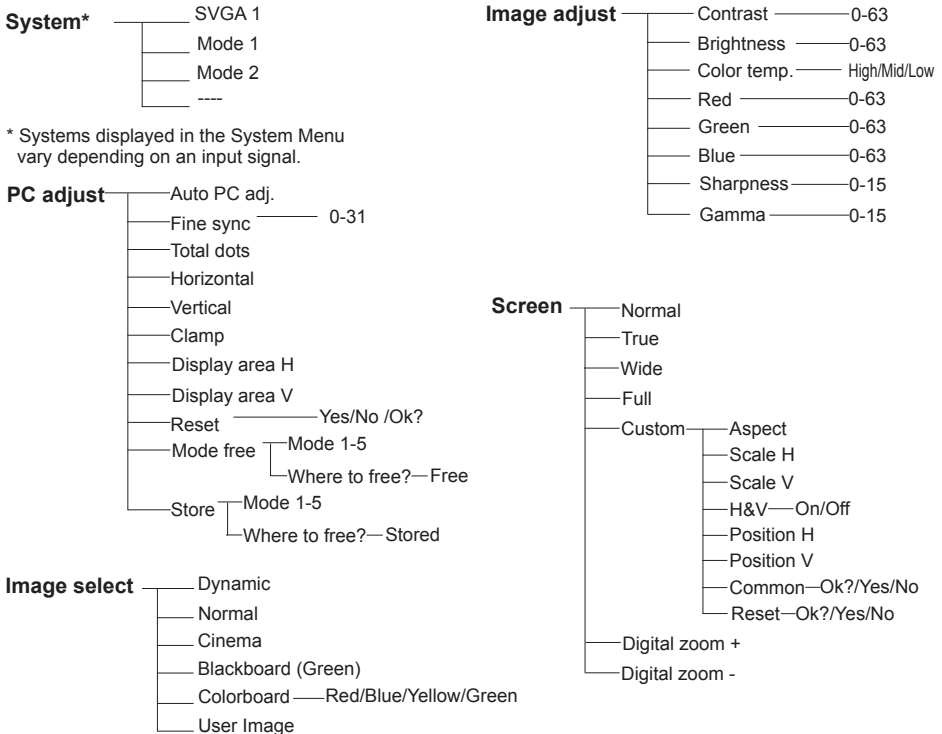 System*
SVGA 1
Mode 1
Mode 2
----
* Systems displayed in the System Menu
vary depending on an input signal.
PC adjust
Auto PC adj.
Fine sync 0-31
Total dots
Horizontal
Vertical
Clamp
Display area H
Display area V
Reset Yes/No /Ok?
Mode free Mode 1-5
Where to free? Free
Store Mode 1-5
Where to free? Stored
Image select
Dynamic
Normal
Cinema
Blackboard (Green)
Colorboard Red/Blue/Yellow/Green
User Image
Image adjust
Contrast 0-63
Brightness 0-63
Color temp. High/Mid/Low
Red 0-63
Green 0-63
Blue 0-63
Sharpness 0-15
Gamma 0-15
Screen
Normal
True
Wide
Full
Custom Aspect
Scale H
Scale V
H&V On/Off
Position H
Position V
Common Ok?/Yes/No
Reset Ok?/Yes/No
Digital zoom +
Digital zoom -